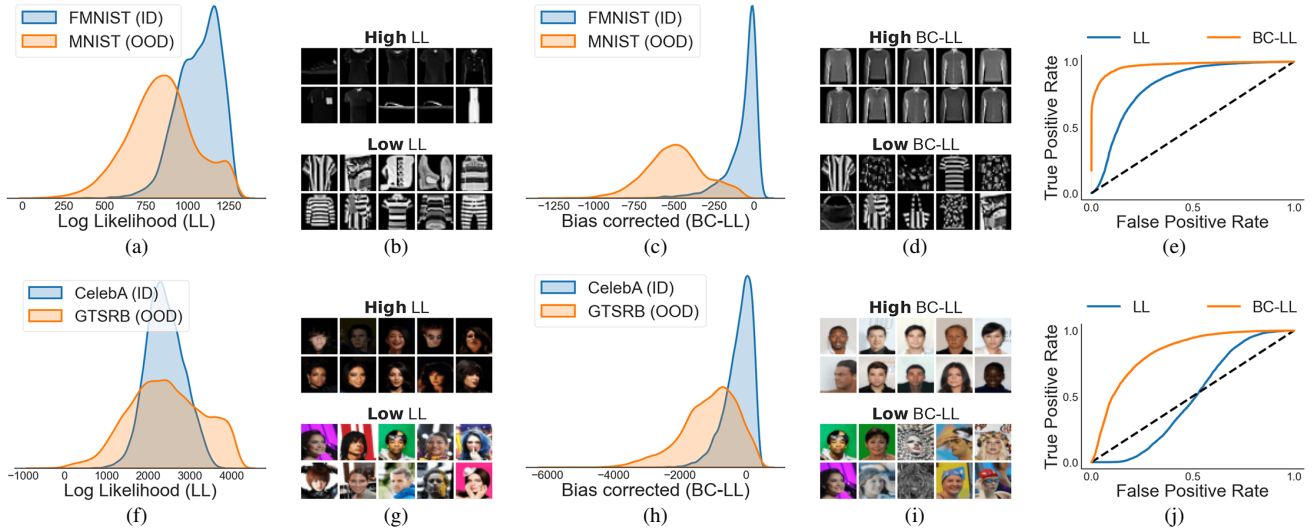 FMNIST (ID)
MNIST (OOD)
0 250 500 750 1000 1250
Log Likelihood (LL)
(a)
High LL
Low LL
(b)
FMNIST (ID)
MNIST (OOD)
−1250 −1000 −750 −500 −250 0
Bias corrected (BC-LL)
(c)
High BC-LL
Low BC-LL
(d)
LL BC-LL
True Positive Rate
1.0
0.5
0.0
0.0 0.5 1.0
False Positive Rate
(e)
CelebA (ID)
GTSRB (OOD)
−1000 0 1000 2000 3000 4000
Log Likelihood (LL)
(f)
High LL
Low LL
(g)
CelebA (ID)
GTSRB (OOD)
−6000 −4000 −2000 0
Bias corrected (BC-LL)
(h)
High BC-LL
Low BC-LL
(i)
LL BC-LL
True Positive Rate
1.0
0.5
0.0
0.0 0.5 1.0
False Positive Rate
(j)